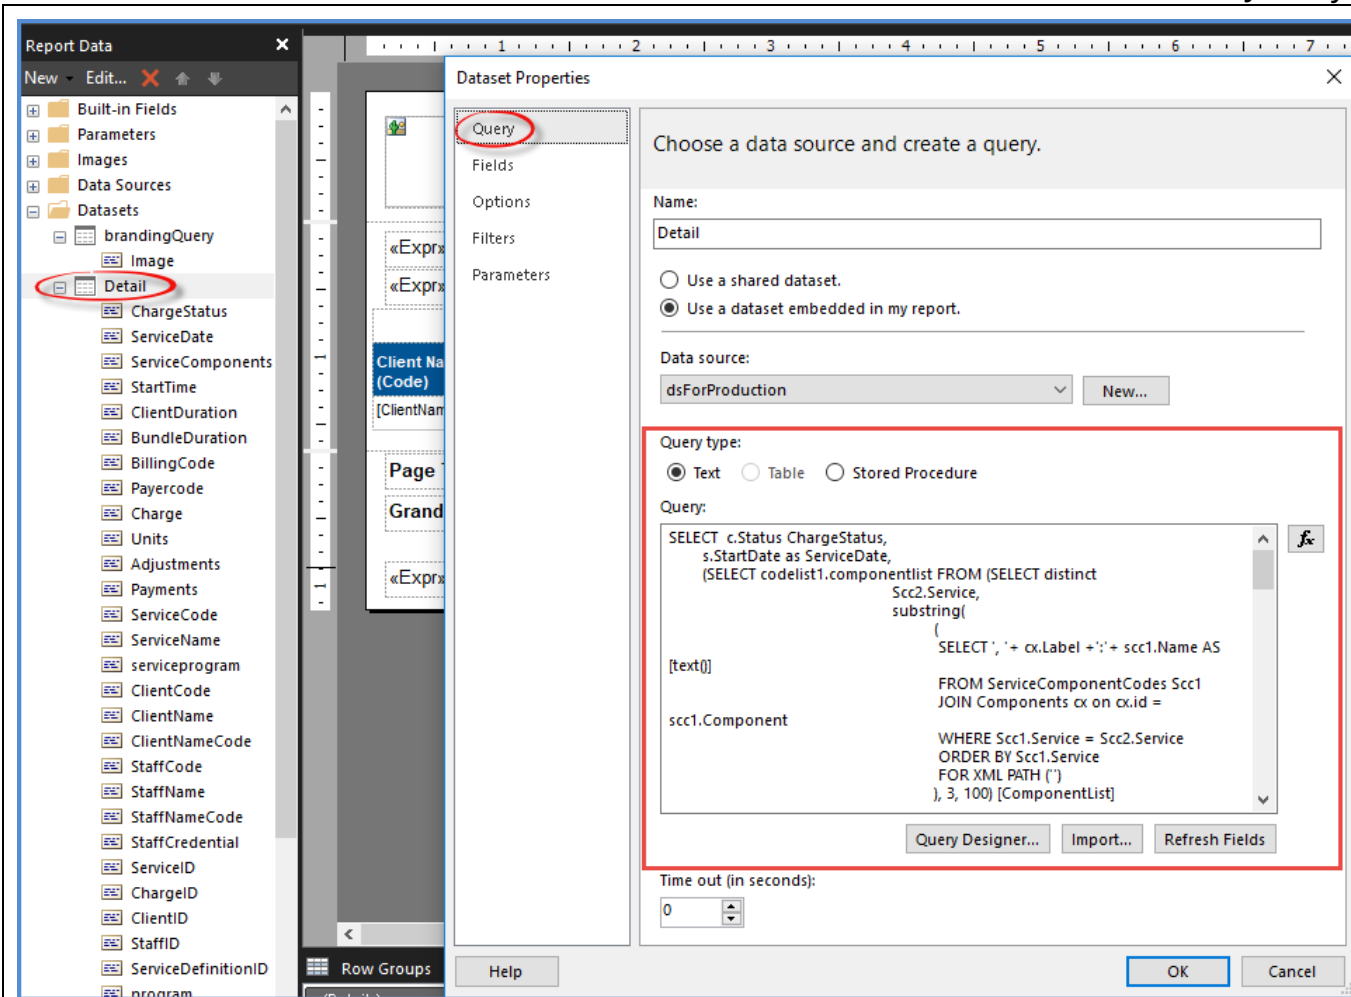 Report Data
New Edit...
Built-in Fields
Parameters
Images
Data Sources
Datasets
brandingQuery
Image
Detail
ChargeStatus
ServiceDate
ServiceComponents
StartTime
ClientDuration
BundleDuration
BillingCode
Payercode
Charge
Units
Adjustments
Payments
ServiceCode
ServiceName
serviceprogram
ClientCode
ClientName
ClientNameCode
StaffCode
StaffName
StaffNameCode
StaffCredential
ServiceID
ChargeID
ClientID
StaffID
ServiceDefinitionID
program
1 2 3 4 5 6 7
«Expr»
«Expr»
Client Na
(Code)
[ClientNam
Page
Grand
«Expr»
Row Groups
Dataset Properties
Query
Fields
Options
Filters
Parameters
Choose a data source and create a query.
Name:
Detail
Use a shared dataset.
Use a dataset embedded in my report.
Data source:
dsForProduction
New...
Query type:
Text Table Stored Procedure
Query:
SELECT c.Status ChargeStatus,
s.StartDate as ServiceDate,
(SELECT codelist1.componentlist FROM (SELECT distinct
Scc2.Service,
substring(
(
SELECT ', '+ cx.Label +':'+ scc1.Name AS
[text()]
FROM ServiceComponentCodes Scc1
JOIN Components cx on cx.id =
scc1.Component
WHERE Scc1.Service = Scc2.Service
ORDER BY Scc1.Service
FOR XML PATH ('')
), 3, 100) [ComponentList]
fx
Query Designer... Import... Refresh Fields
Time out (in seconds):
0
Help OK Cancel